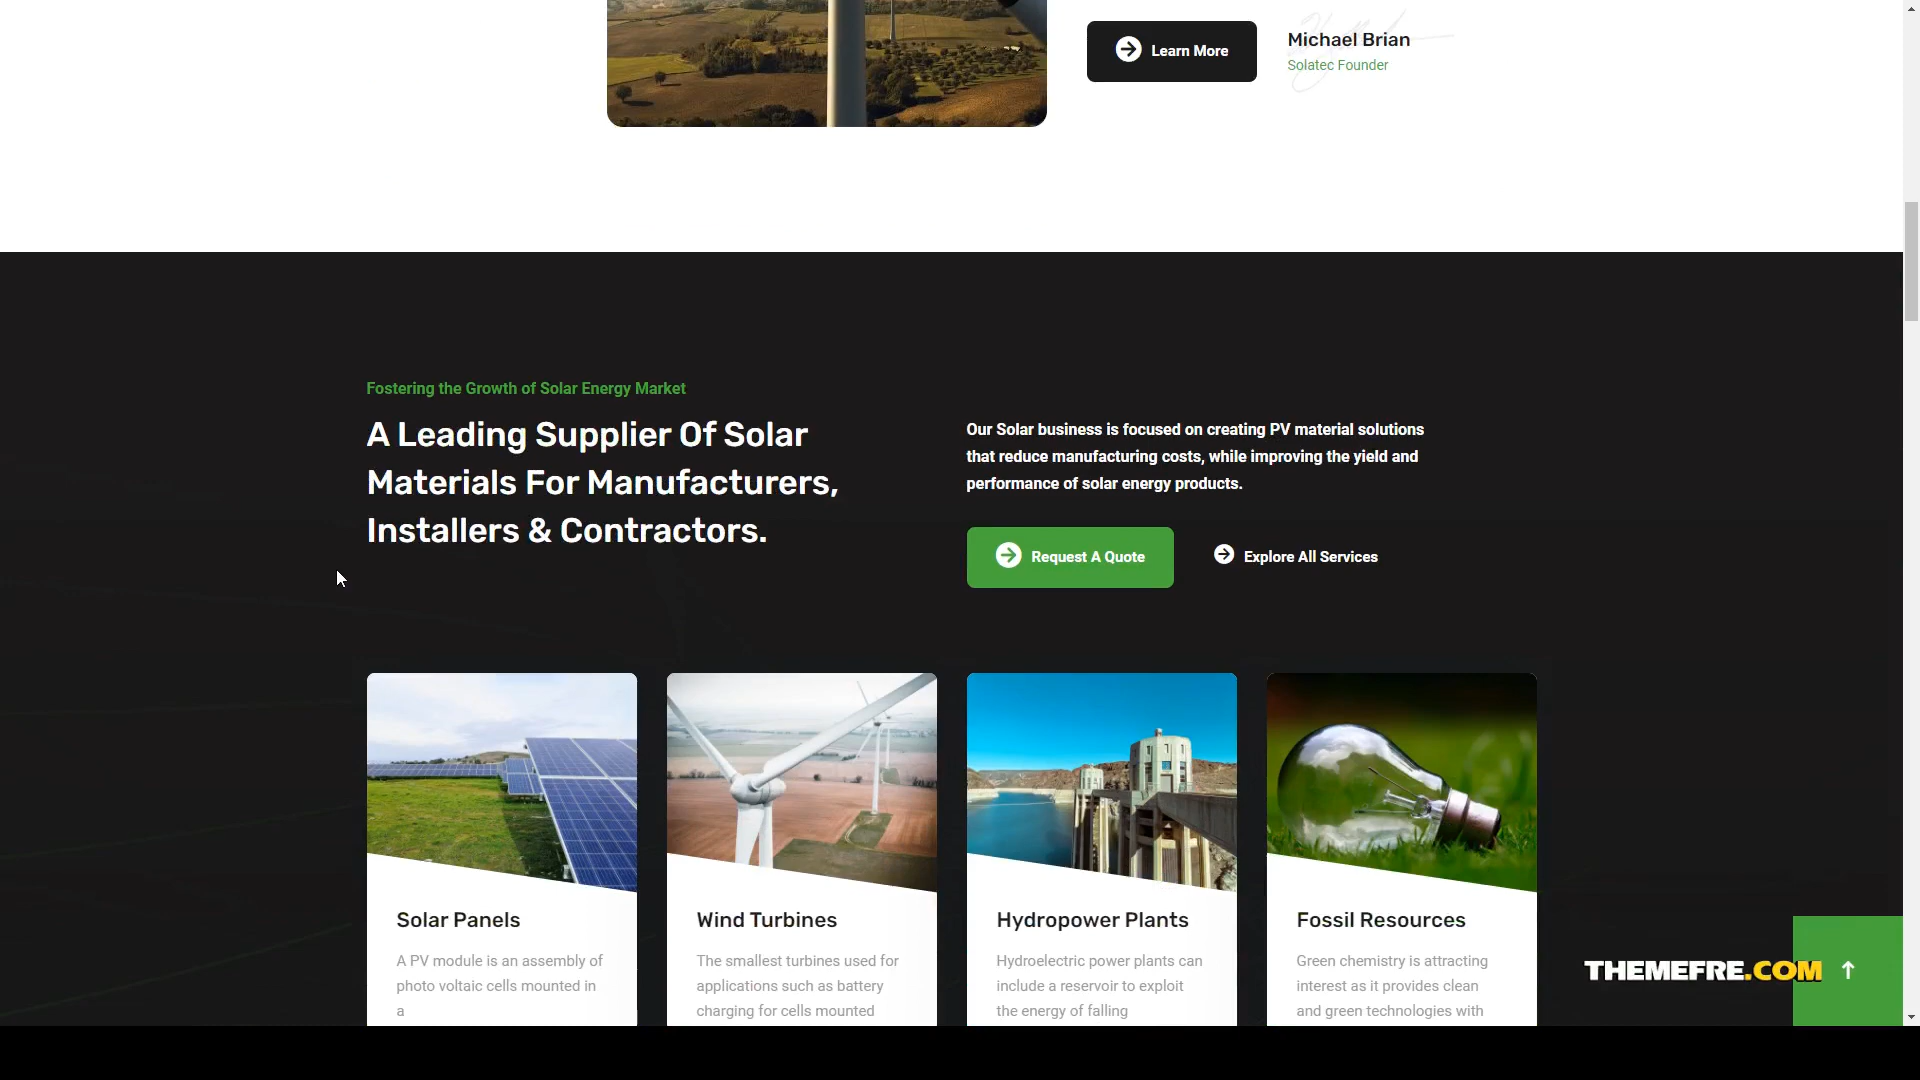 Learn More
Michael Brian
Solatec Founder
Fostering the Growth of Solar Energy Market
A Leading Supplier Of Solar
Materials For Manufacturers,
Installers & Contractors.
Our Solar business is focused on creating PV material solutions
that reduce manufacturing costs, while improving the yield and
performance of solar energy products.
Request A Quote
Explore All Services
Solar Panels
A PV module is an assembly of
photo voltaic cells mounted in
a
Wind Turbines
The smallest turbines used for
applications such as battery
charging for cells mounted
Hydropower Plants
Hydroelectric power plants can
include a reservoir to exploit
the energy of falling
Fossil Resources
Green chemistry is attracting
interest as it provides clean
and green technologies with
THEMEFRE.COM